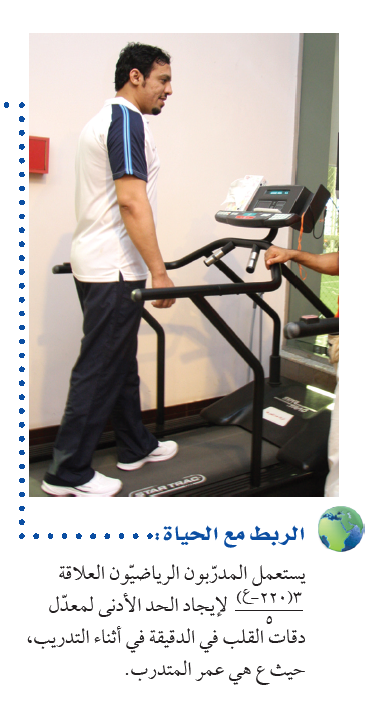 STAR TRAC
الربط مع الحياة:
يستعمل المدرّبون الرياضيّون العلاقة
٣(٢٢٠-ع)/٥ لإيجاد الحد الأدنى لمعدّل
دقات القلب في الدقيقة في أثناء التدريب،
حيث ع هي عمر المتدرب.